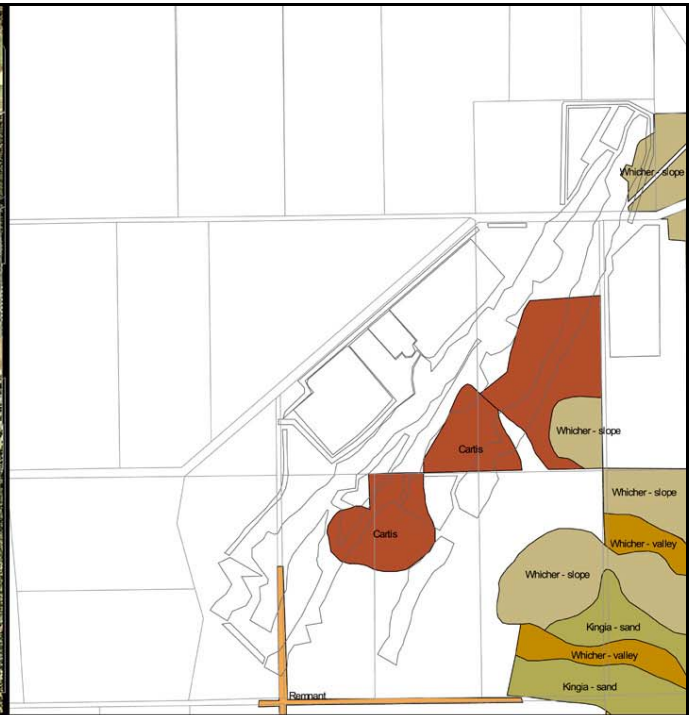 Whicher - slope
Whicher - slope
Cartis
Whicher - slope
Cartis
Whicher - valley
Whicher - slope
Kingia - sand
Whicher - valley
Kingia - sand
Remnant